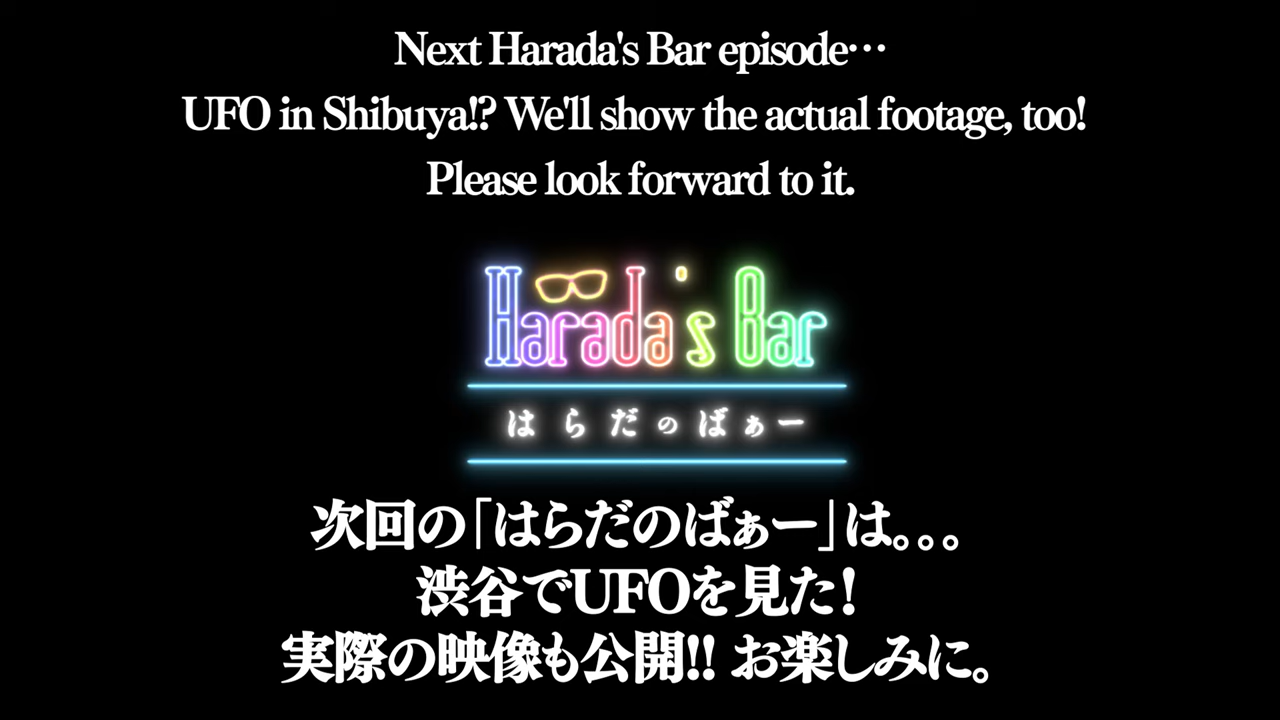 Next Harada's Bar episode…
UFO in Shibuya!? We'll show the actual footage, too!
Please look forward to it.
Harada's Bar
はらだのばぁー
次回の「はらだのばぁー」は。。。
渋谷でUFOを見た！
実際の映像も公開!! お楽しみに。